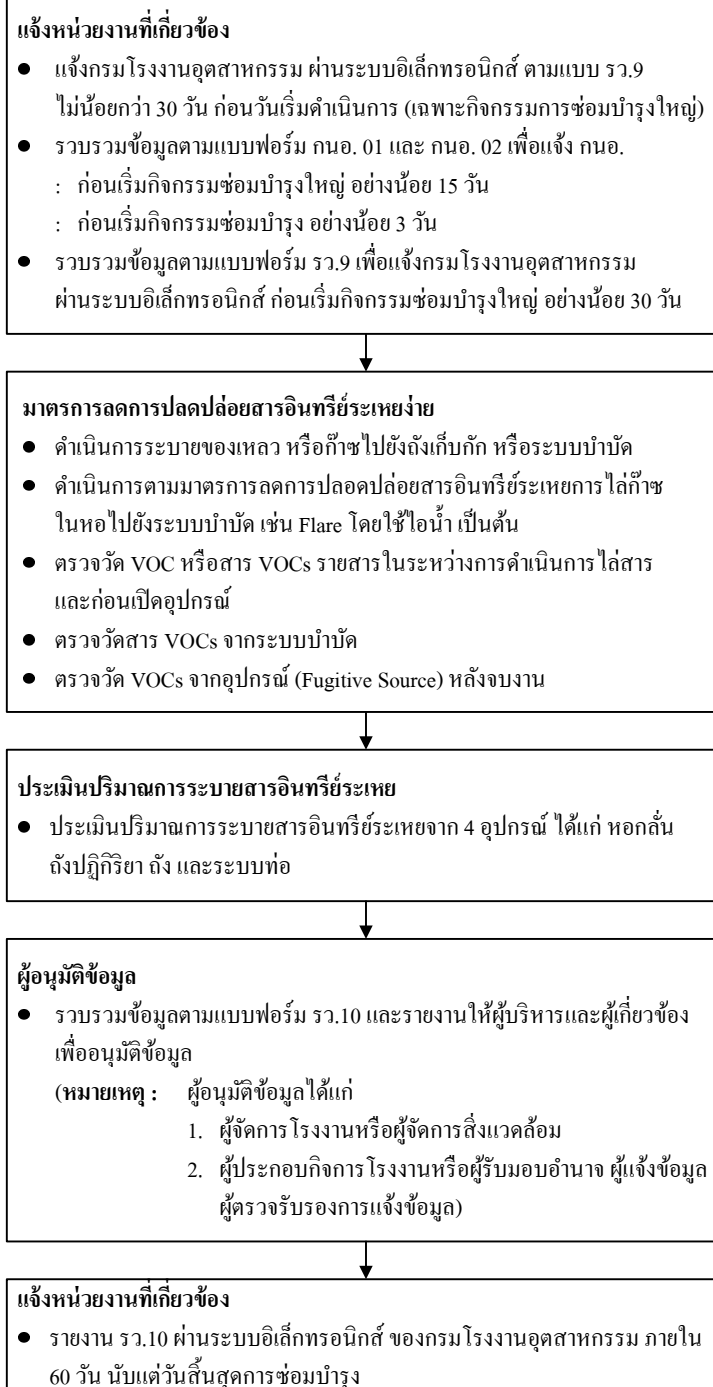 แจ้งหน่วยงานที่เกี่ยวข้อง
● แจ้งกรมโรงงานอุตสาหกรรม ผ่านระบบอิเล็กทรอนิกส์ ตามแบบ รว.9
ไม่น้อยกว่า 30 วัน ก่อนวันเริ่มดำเนินการ (เฉพาะกิจกรรมการซ่อมบำรุงใหญ่)
● รวบรวมข้อมูลตามแบบฟอร์ม กนอ. 01 และ กนอ. 02 เพื่อแจ้ง กนอ.
: ก่อนเริ่มกิจกรรมซ่อมบำรุงใหญ่ อย่างน้อย 15 วัน
: ก่อนเริ่มกิจกรรมซ่อมบำรุง อย่างน้อย 3 วัน
● รวบรวมข้อมูลตามแบบฟอร์ม รว.9 เพื่อแจ้งกรมโรงงานอุตสาหกรรม
ผ่านระบบอิเล็กทรอนิกส์ ก่อนเริ่มกิจกรรมซ่อมบำรุงใหญ่ อย่างน้อย 30 วัน
มาตรการลดการปลดปล่อยสารอินทรีย์ระเหยง่าย
● ดำเนินการระบายของเหลว หรือก๊าซไปยังถังเก็บกัก หรือระบบบำบัด
● ดำเนินการตามมาตรการลดการปลอดปล่อยสารอินทรีย์ระเหยการไล่ก๊าซ
ในหอไปยังระบบบำบัด เช่น Flare โดยใช้ไอน้ำ เป็นต้น
● ตรวจวัด VOC หรือสาร VOCs รายสารในระหว่างการดำเนินการไล่สาร
และก่อนเปิดอุปกรณ์
● ตรวจวัดสาร VOCs จากระบบบำบัด
● ตรวจวัด VOCs จากอุปกรณ์ (Fugitive Source) หลังจบงาน
ประเมินปริมาณการระบายสารอินทรีย์ระเหย
● ประเมินปริมาณการระบายสารอินทรีย์ระเหยจาก 4 อุปกรณ์ ได้แก่ หอกลั่น
ถังปฏิกิริยา ถัง และระบบท่อ
ผู้อนุมัติข้อมูล
● รวบรวมข้อมูลตามแบบฟอร์ม รว.10 และรายงานให้ผู้บริหารและผู้เกี่ยวข้อง
เพื่ออนุมัติข้อมูล
(หมายเหตุ : ผู้อนุมัติข้อมูลได้แก่
1. ผู้จัดการโรงงานหรือผู้จัดการสิ่งแวดล้อม
2. ผู้ประกอบกิจการโรงงานหรือผู้รับมอบอำนาจ ผู้แจ้งข้อมูล
ผู้ตรวจรับรองการแจ้งข้อมูล)
แจ้งหน่วยงานที่เกี่ยวข้อง
● รายงาน รว.10 ผ่านระบบอิเล็กทรอนิกส์ ของกรมโรงงานอุตสาหกรรม ภายใน
60 วัน นับแต่วันสิ้นสุดการซ่อมบำรุง